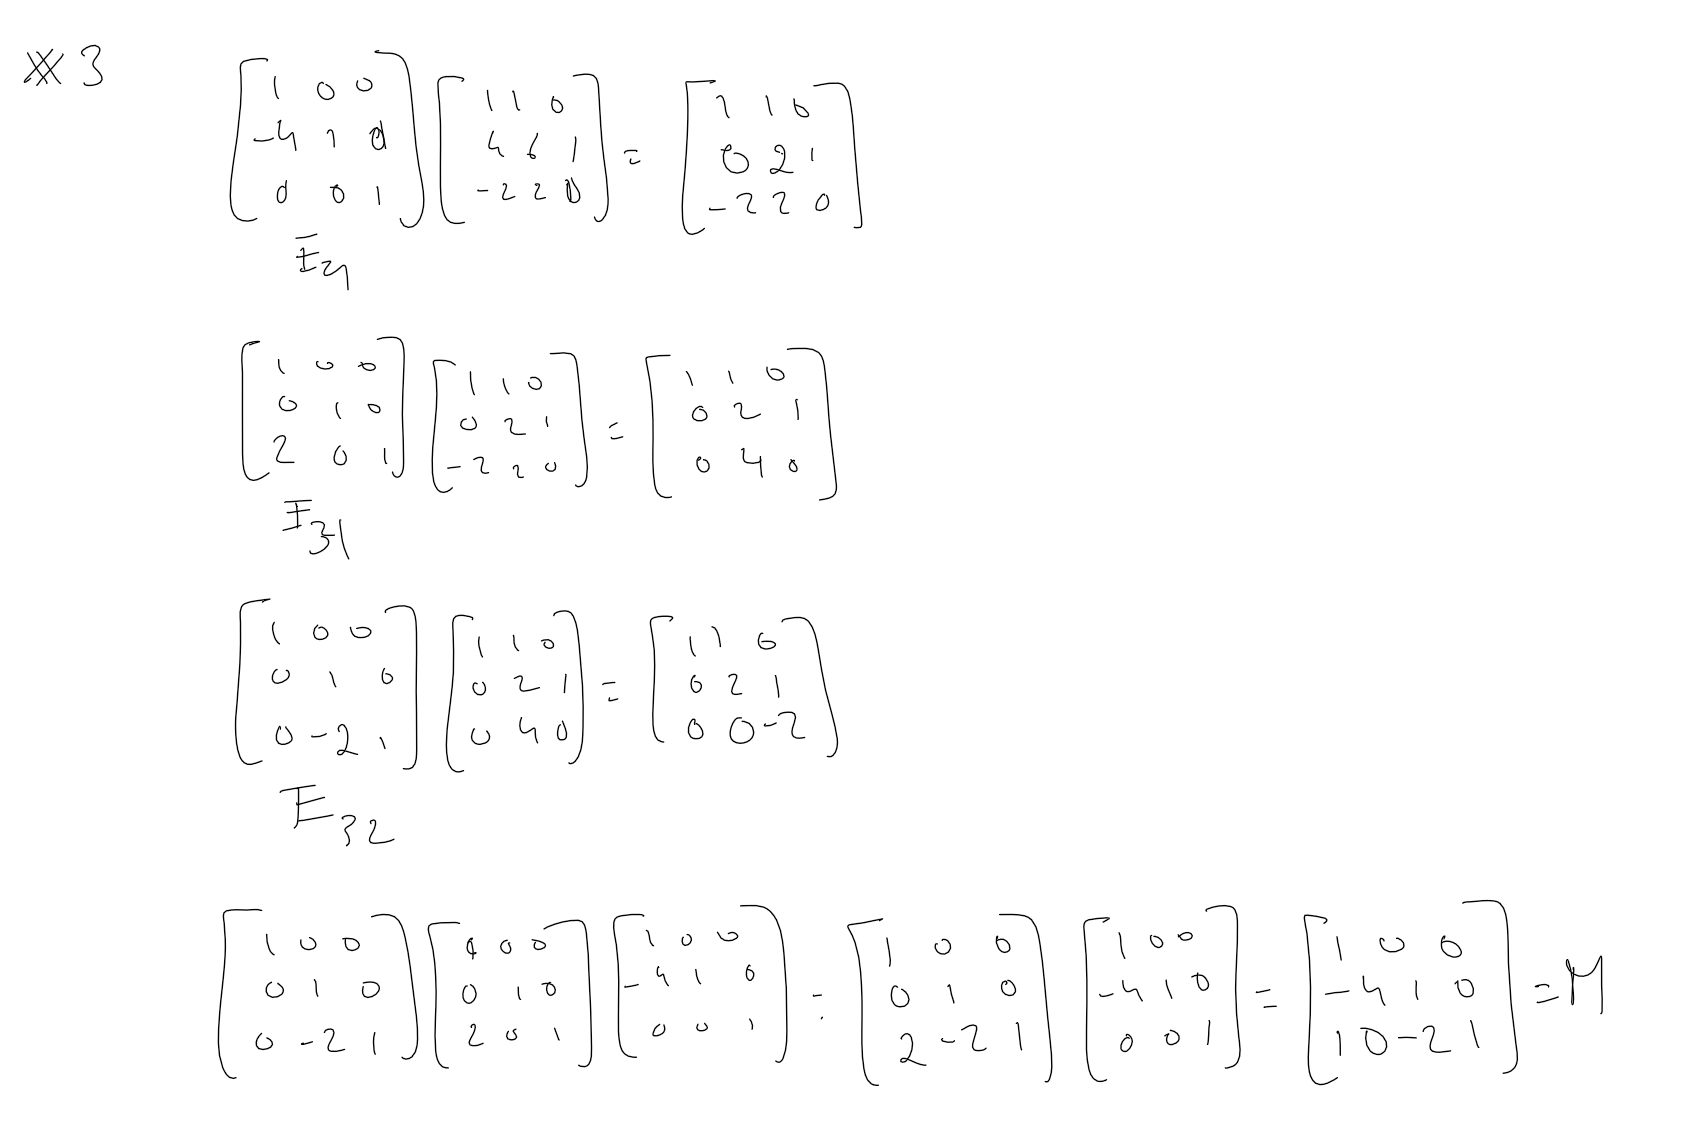 3
[1 0 0; -4 1 0; 0 0 1] [1 1 0; 4 6 1; -2 2 0] = [1 1 0; 0 2 1; -2 2 0]
E21
[1 0 0; 0 1 0; 2 0 1] [1 1 0; 0 2 1; -2 2 0] = [1 1 0; 0 2 1; 0 4 0]
E31
[1 0 0; 0 1 0; 0 -2 1] [1 1 0; 0 2 1; 0 4 0] = [1 1 0; 0 2 1; 0 0 -2]
E32
[1 0 0; 0 1 0; 0 -2 1] [1 0 0; 0 1 0; 2 0 1] [1 0 0; -4 1 0; 0 0 1] = [1 0 0; 0 1 0; 2 -2 1] [1 0 0; -4 1 0; 0 0 1] = [1 0 0; -4 1 0; 10 -2 1] = M